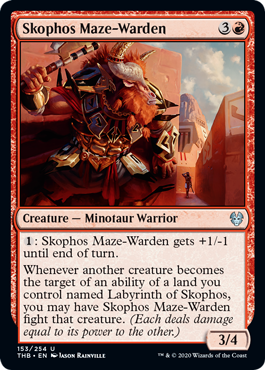 Skophos Maze-Warden 3
Creature — Minotaur Warrior
1: Skophos Maze-Warden gets +1/-1
until end of turn.
Whenever another creature becomes
the target of an ability of a land you
control named Labyrinth of Skophos,
you may have Skophos Maze-Warden
fight that creature. (Each deals damage
equal to its power to the other.)
3/4
153/254 U
THB • EN Jason Rainville
™ & © 2020 Wizards of the Coast